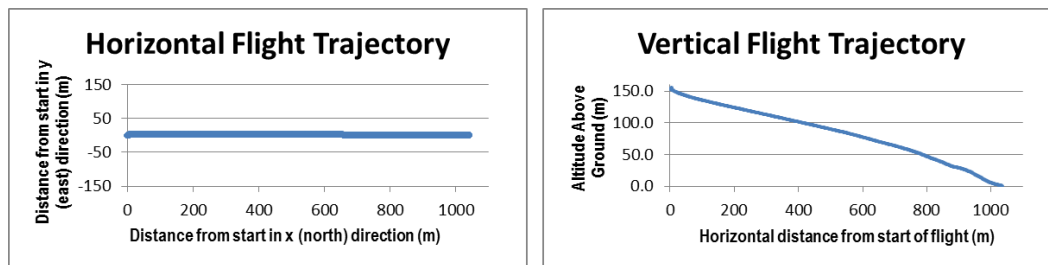 Horizontal Flight Trajectory
Distance from start in y
(east) direction (m)
150
50
-50
-150
0
200
400
600
800
1000
Distance from start in x (north) direction (m)
Vertical Flight Trajectory
Altitude Above
Ground (m)
150.0
100.0
50.0
0.0
0
200
400
600
800
1000
Horizontal distance from start of flight (m)